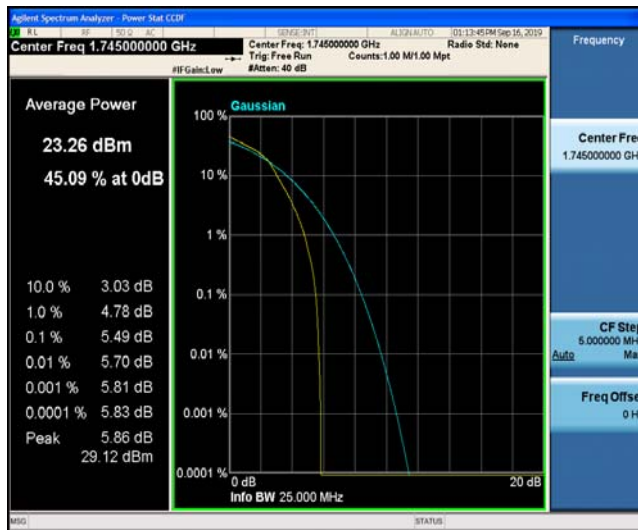 Agilent Spectrum Analyzer - Power Stat CCDF
RL RF 50 Ω AC SENSE:INT ALIGN AUTO 01:13:45 PM Sep 16, 2019
Center Freq 1.745000000 GHz
Center Freq: 1.745000000 GHz
Radio Std: None
Trig: Free Run
Counts:1.00 M/1.00 Mpt
#IFGain:Low
#Atten: 40 dB
Frequency
Average Power
23.26 dBm
45.09 % at 0dB
10.0 % 3.03 dB
1.0 % 4.78 dB
0.1 % 5.49 dB
0.01 % 5.70 dB
0.001 % 5.81 dB
0.0001 % 5.83 dB
Peak 5.86 dB
29.12 dBm
Gaussian
100 %
10 %
1 %
0.1 %
0.01 %
0.001 %
0.0001 %
0 dB
20 dB
Info BW 25.000 MHz
Center Fre
1.745000000 GH
CF Step
5.000000 MH
Auto Ma
Freq Offse
0 H
MSG
STATUS